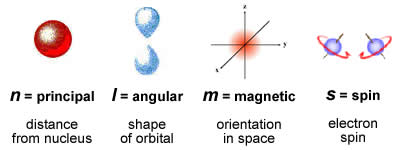 z
y
x
n = principal
distance
from nucleus
l = angular
shape
of orbital
m = magnetic
orientation
in space
s = spin
electron
spin